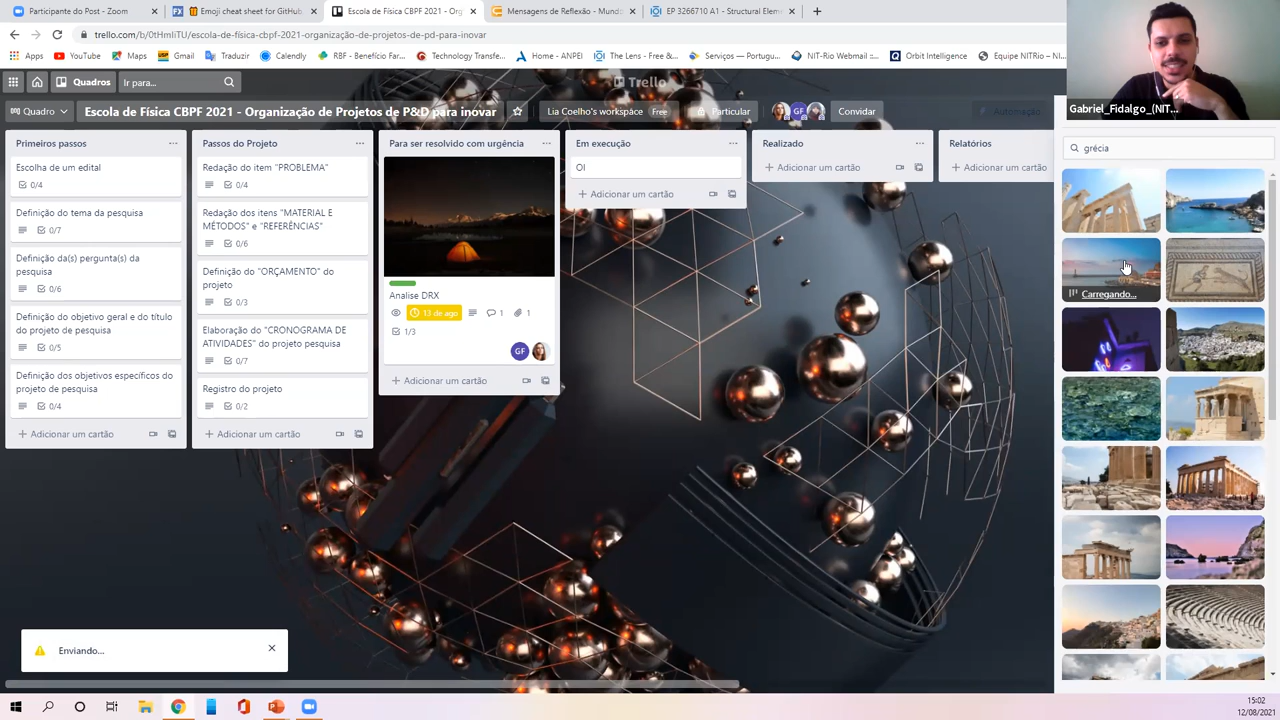 Participante do Post - Zoom
Emoji cheat sheet for GitHub,
Escola de Física CBPF 2021 - Org
Mensagens de Reflexão - Mund
EP 3266710 A1 - Structural Elem
trello.com/b/0tHmIiTU/escola-de-física-cbpf-2021-organização-de-projetos-de-pd-para-inovar
Apps
YouTube
Maps
Gmail
Traduzir
Calendly
RBF - Benefício Far...
Technology Transfe...
Home - ANPEI
The Lens - Free & o...
Serviços — Portugu...
NIT-Rio Webmail ::...
Orbit Intelligence
Equipe NITRio – NI...
Quadros
Ir para...
Trello
Quadro
Escola de Física CBPF 2021 - Organização de Projetos de P&D para inovar
Lia Coelho's workspace
Free
Particular
GF
Convidar
Automação
Gabriel_Fidalgo_(NIT...
grécia
Primeiros passos
Escolha de um edital
0/4
Definição do tema da pesquisa
0/7
Definição da(s) pergunta(s) da
pesquisa
0/6
Definição do objetivo geral e do título
do projeto de pesquisa
0/5
Definição dos objetivos específicos do
projeto de pesquisa
0/4
+ Adicionar um cartão
Passos do Projeto
Redação do item "PROBLEMA"
0/4
Redação dos itens "MATERIAL E
MÉTODOS" e "REFERÊNCIAS"
0/6
Definição do "ORÇAMENTO" do
projeto
0/3
Elaboração do "CRONOGRAMA DE
ATIVIDADES" do projeto pesquisa
0/7
Registro do projeto
0/2
+ Adicionar um cartão
Para ser resolvido com urgência
Analise DRX
13 de ago
1
1
1/3
GF
+ Adicionar um cartão
Em execução
OI
+ Adicionar um cartão
Realizado
+ Adicionar um cartão
Relatórios
+ Adicionar um cartão
Carregando...
Enviando...
15:02
12/08/2021